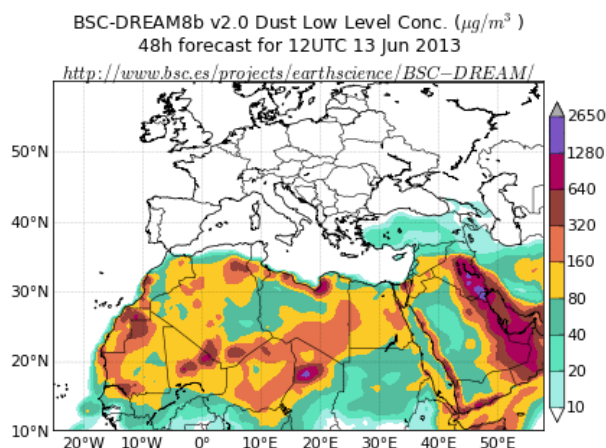 BSC-DREAM8b v2.0 Dust Low Level Conc. (μg/m³ )
48h forecast for 12UTC 13 Jun 2013
http://www.bsc.es/projects/earthscience/BSC−DREAM/
2650
1280
640
320
160
80
40
20
10
50°N
40°N
30°N
20°N
10°N
20°W 10°W 0° 10°E 20°E 30°E 40°E 50°E